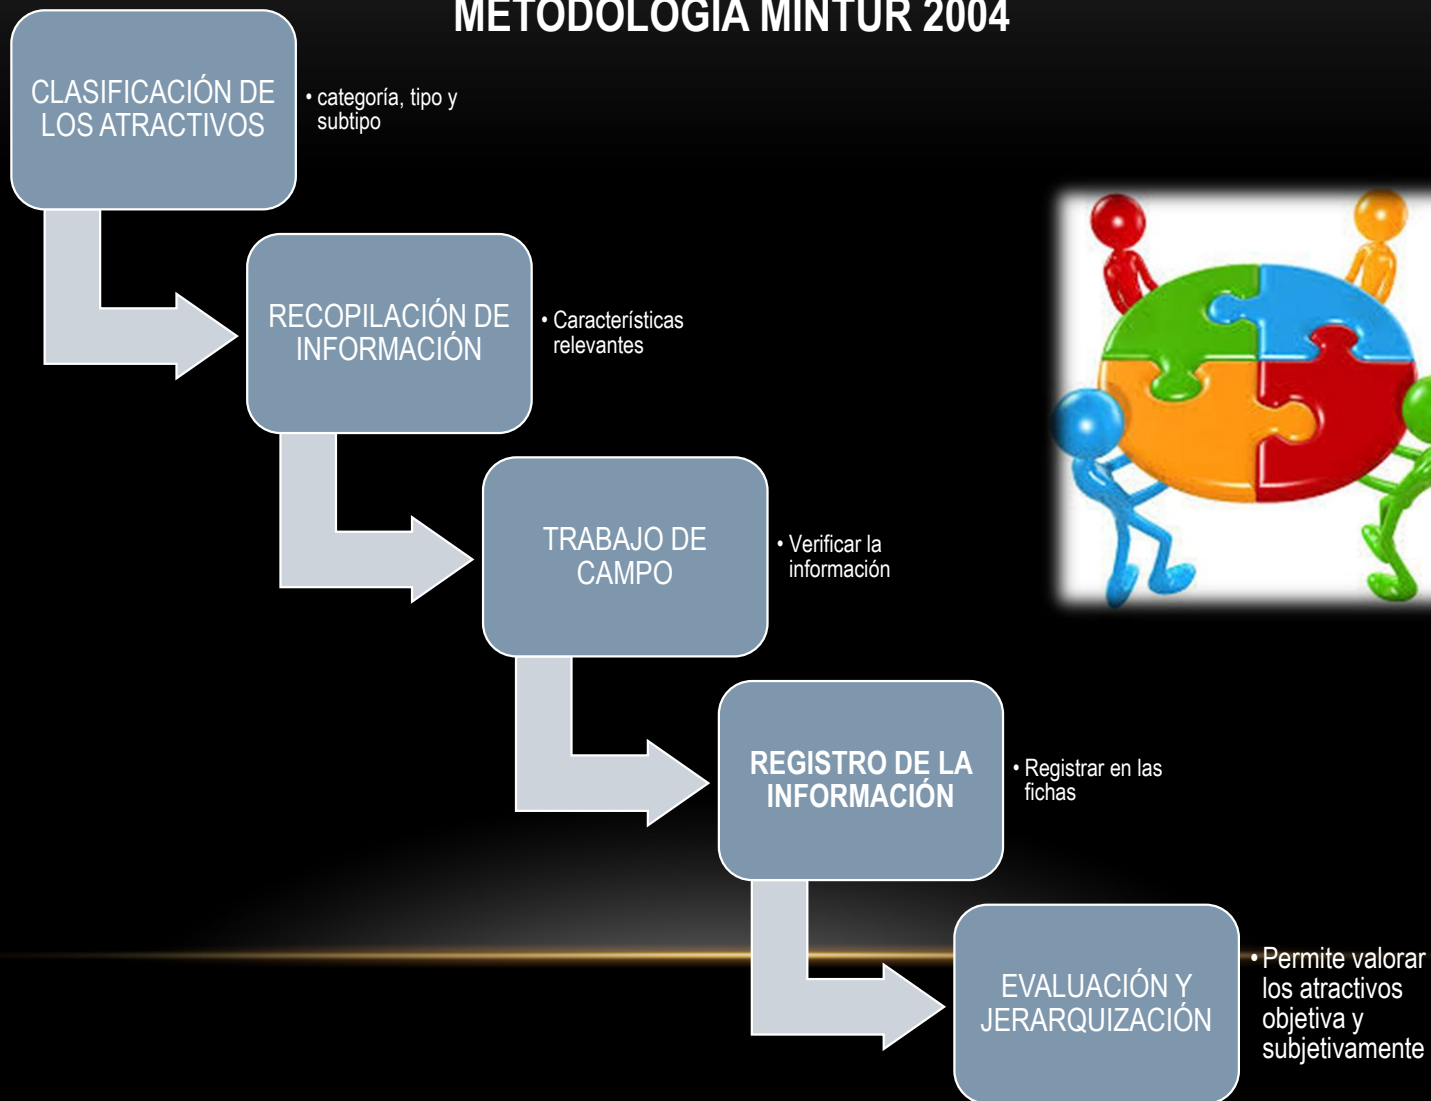 METODOLOGÍA MINTUR 2004
CLASIFICACIÓN DE
LOS ATRACTIVOS
• categoría, tipo y
subtipo
RECOPILACIÓN DE
INFORMACIÓN
• Características
relevantes
TRABAJO DE
CAMPO
• Verificar la
información
REGISTRO DE LA
INFORMACIÓN
• Registrar en las
fichas
EVALUACIÓN Y
JERARQUIZACIÓN
• Permite valorar
los atractivos
objetiva y
subjetivamente